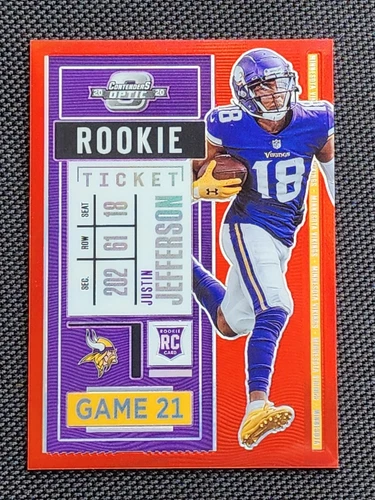 CONTENDERS
20 OPTIC 20
ROOKIE
TICKET
SEAT 18
ROW 61
SEC. 202
JUSTIN
JEFFERSON
ROOKIE
RC
CARD
GAME 21
18
VIKINGS
18